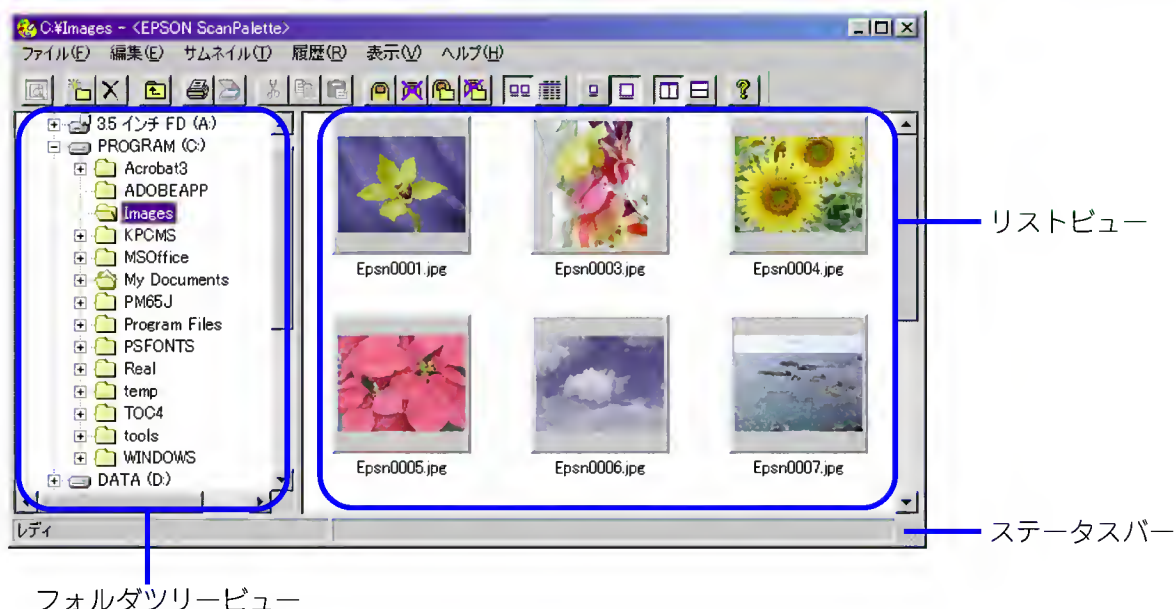 C:¥Images - <EPSON ScanPalette>
ファイル(F) 編集(E) サムネイル(T) 履歴(R) 表示(V) ヘルプ(H)
3.5 インチ FD (A:)
PROGRAM (C:)
Acrobat3
ADOBEAPP
Images
KPCMS
MSOffice
My Documents
PM65J
Program Files
PSFONTS
Real
temp
TOC4
tools
WINDOWS
DATA (D:)
Epsn0001.jpg
Epsn0003.jpg
Epsn0004.jpg
Epsn0005.jpg
Epsn0006.jpg
Epsn0007.jpg
リストビュー
レディ
ステータスバー
フォルダツリービュー